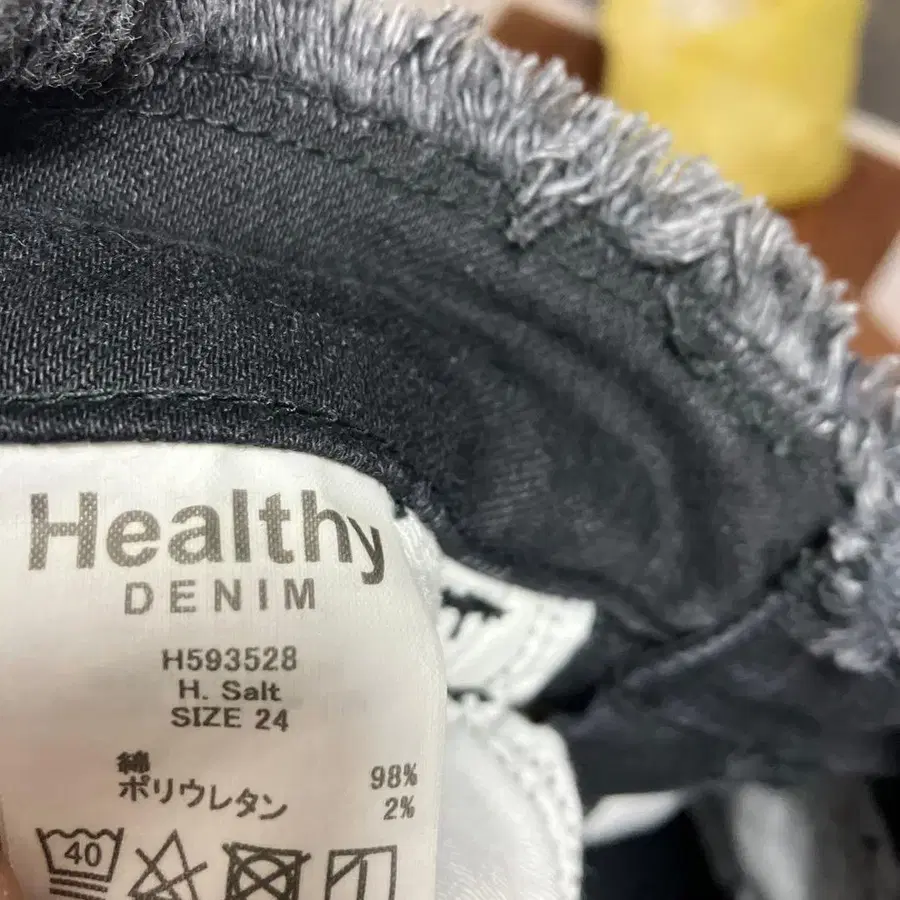 Healthy
DENIM
H593528
H. Salt
SIZE 24
綿 98%
ポリウレタン 2%
40